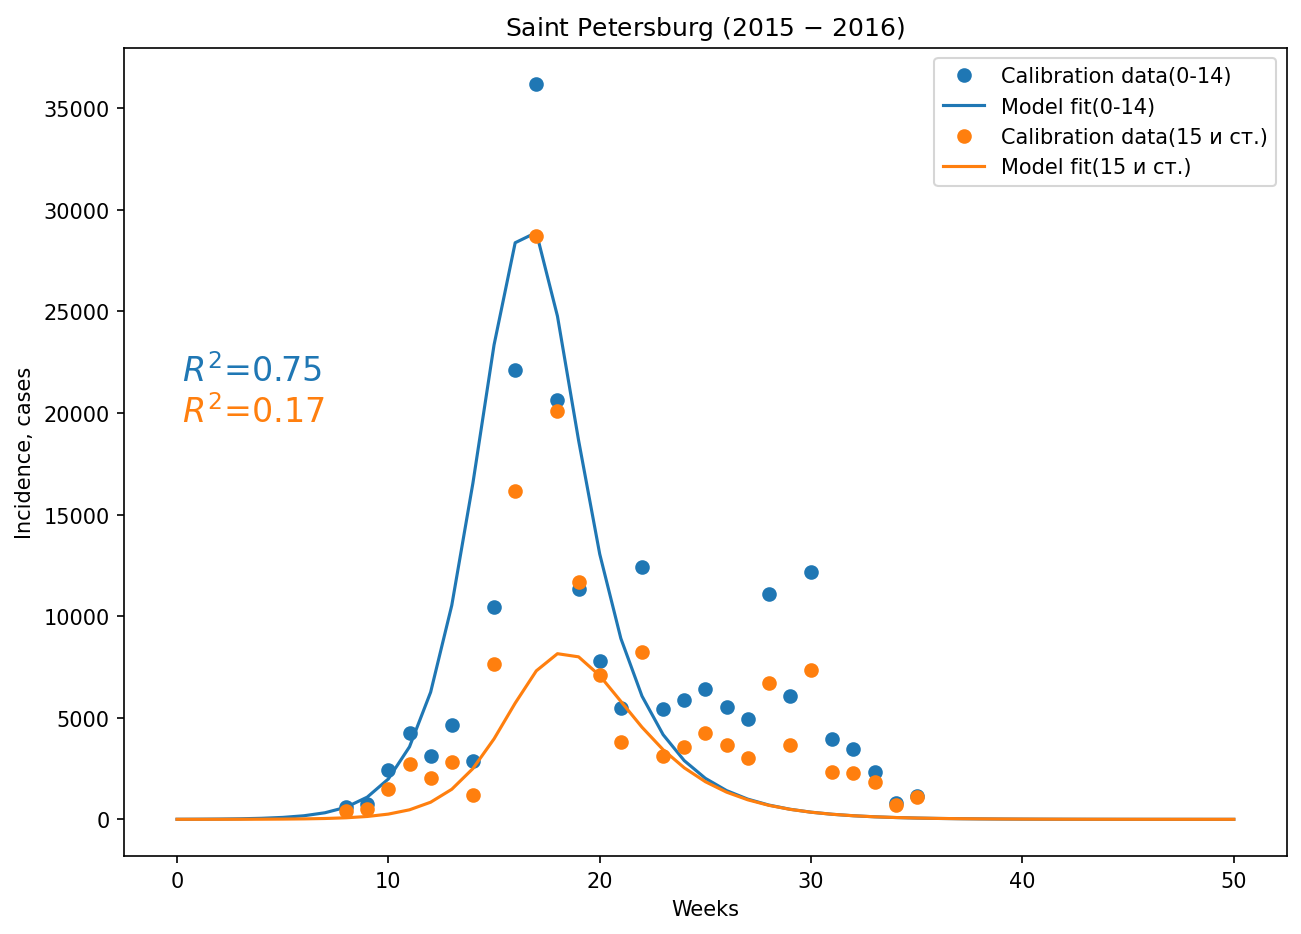 Saint Petersburg (2015 − 2016)
Calibration data(0-14)
Model fit(0-14)
Calibration data(15 и ст.)
Model fit(15 и ст.)
35000
30000
25000
20000
15000
10000
5000
0
Incidence, cases
R²=0.75
R²=0.17
0 10 20 30 40 50
Weeks